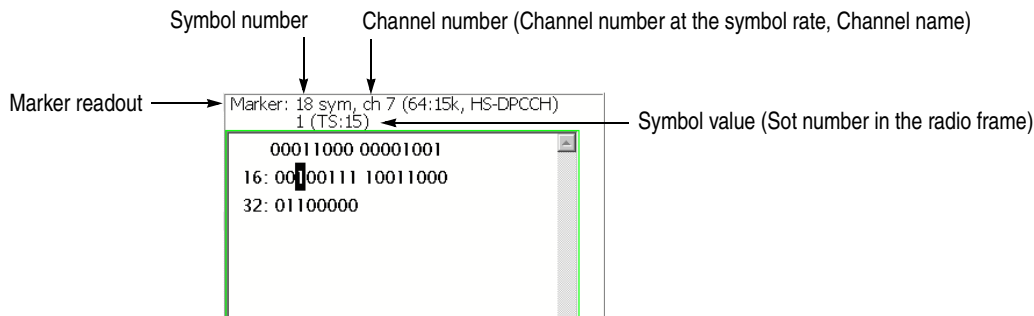 Symbol number
Channel number (Channel number at the symbol rate, Channel name)
Marker readout
Marker: 18 sym, ch 7 (64:15k, HS-DPCCH)
1 (TS:15)
Symbol value (Sot number in the radio frame)
00011000 00001001
16: 00100111 10011000
32: 01100000